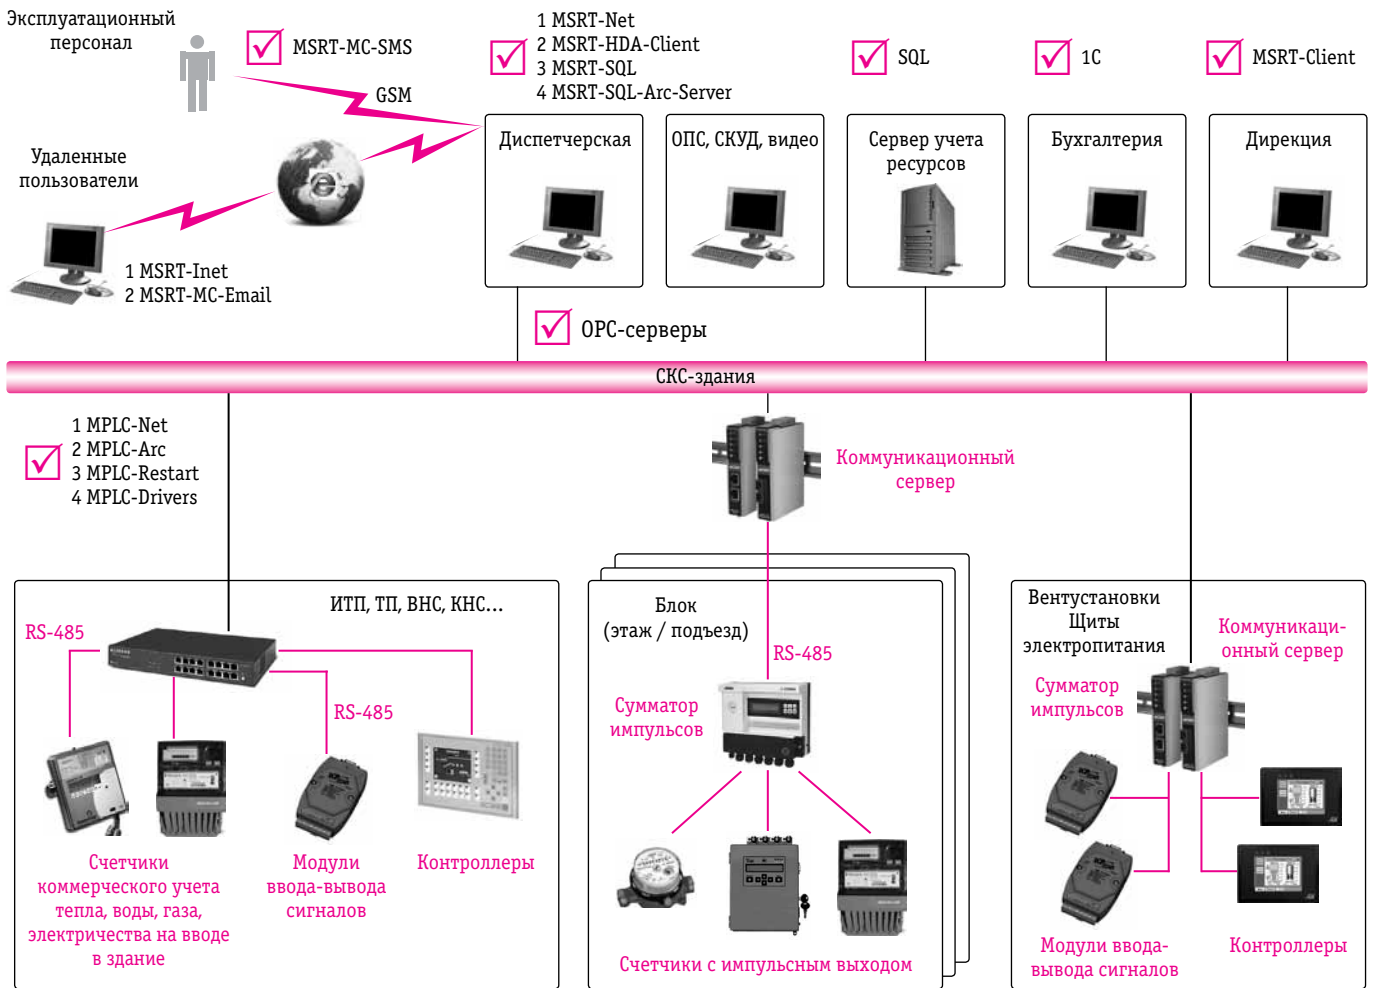 Эксплуатационный
персонал
MSRT-MC-SMS
GSM
1 MSRT-Net
2 MSRT-HDA-Client
3 MSRT-SQL
4 MSRT-SQL-Arc-Server
SQL
1С
MSRT-Client
Удаленные
пользователи
1 MSRT-Inet
2 MSRT-MC-Email
Диспетчерская
ОПС, СКУД, видео
Сервер учета
ресурсов
Бухгалтерия
Дирекция
OPC-серверы
СКС-здания
1 MPLC-Net
2 MPLC-Arc
3 MPLC-Restart
4 MPLC-Drivers
Коммуникационный
сервер
ИТП, ТП, ВНС, КНС...
RS-485
RS-485
Счетчики
коммерческого учета
тепла, воды, газа,
электричества на вводе
в здание
Модули
ввода-вывода
сигналов
Контроллеры
Блок
(этаж / подъезд)
RS-485
Сумматор
импульсов
Счетчики с импульсным выходом
Вентустановки
Щиты
электропитания
Коммуникаци-
онный сервер
Сумматор
импульсов
Модули ввода-
вывода сигналов
Контроллеры